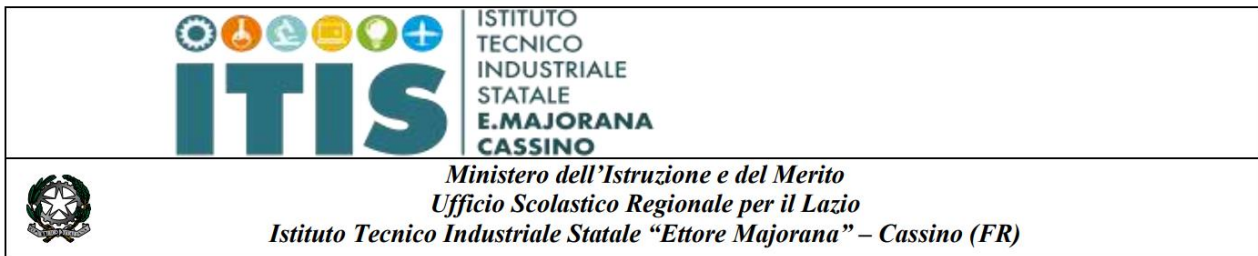 ITIS
ISTITUTO
TECNICO
INDUSTRIALE
STATALE
E.MAJORANA
CASSINO
Ministero dell’Istruzione e del Merito
Ufficio Scolastico Regionale per il Lazio
Istituto Tecnico Industriale Statale “Ettore Majorana” – Cassino (FR)